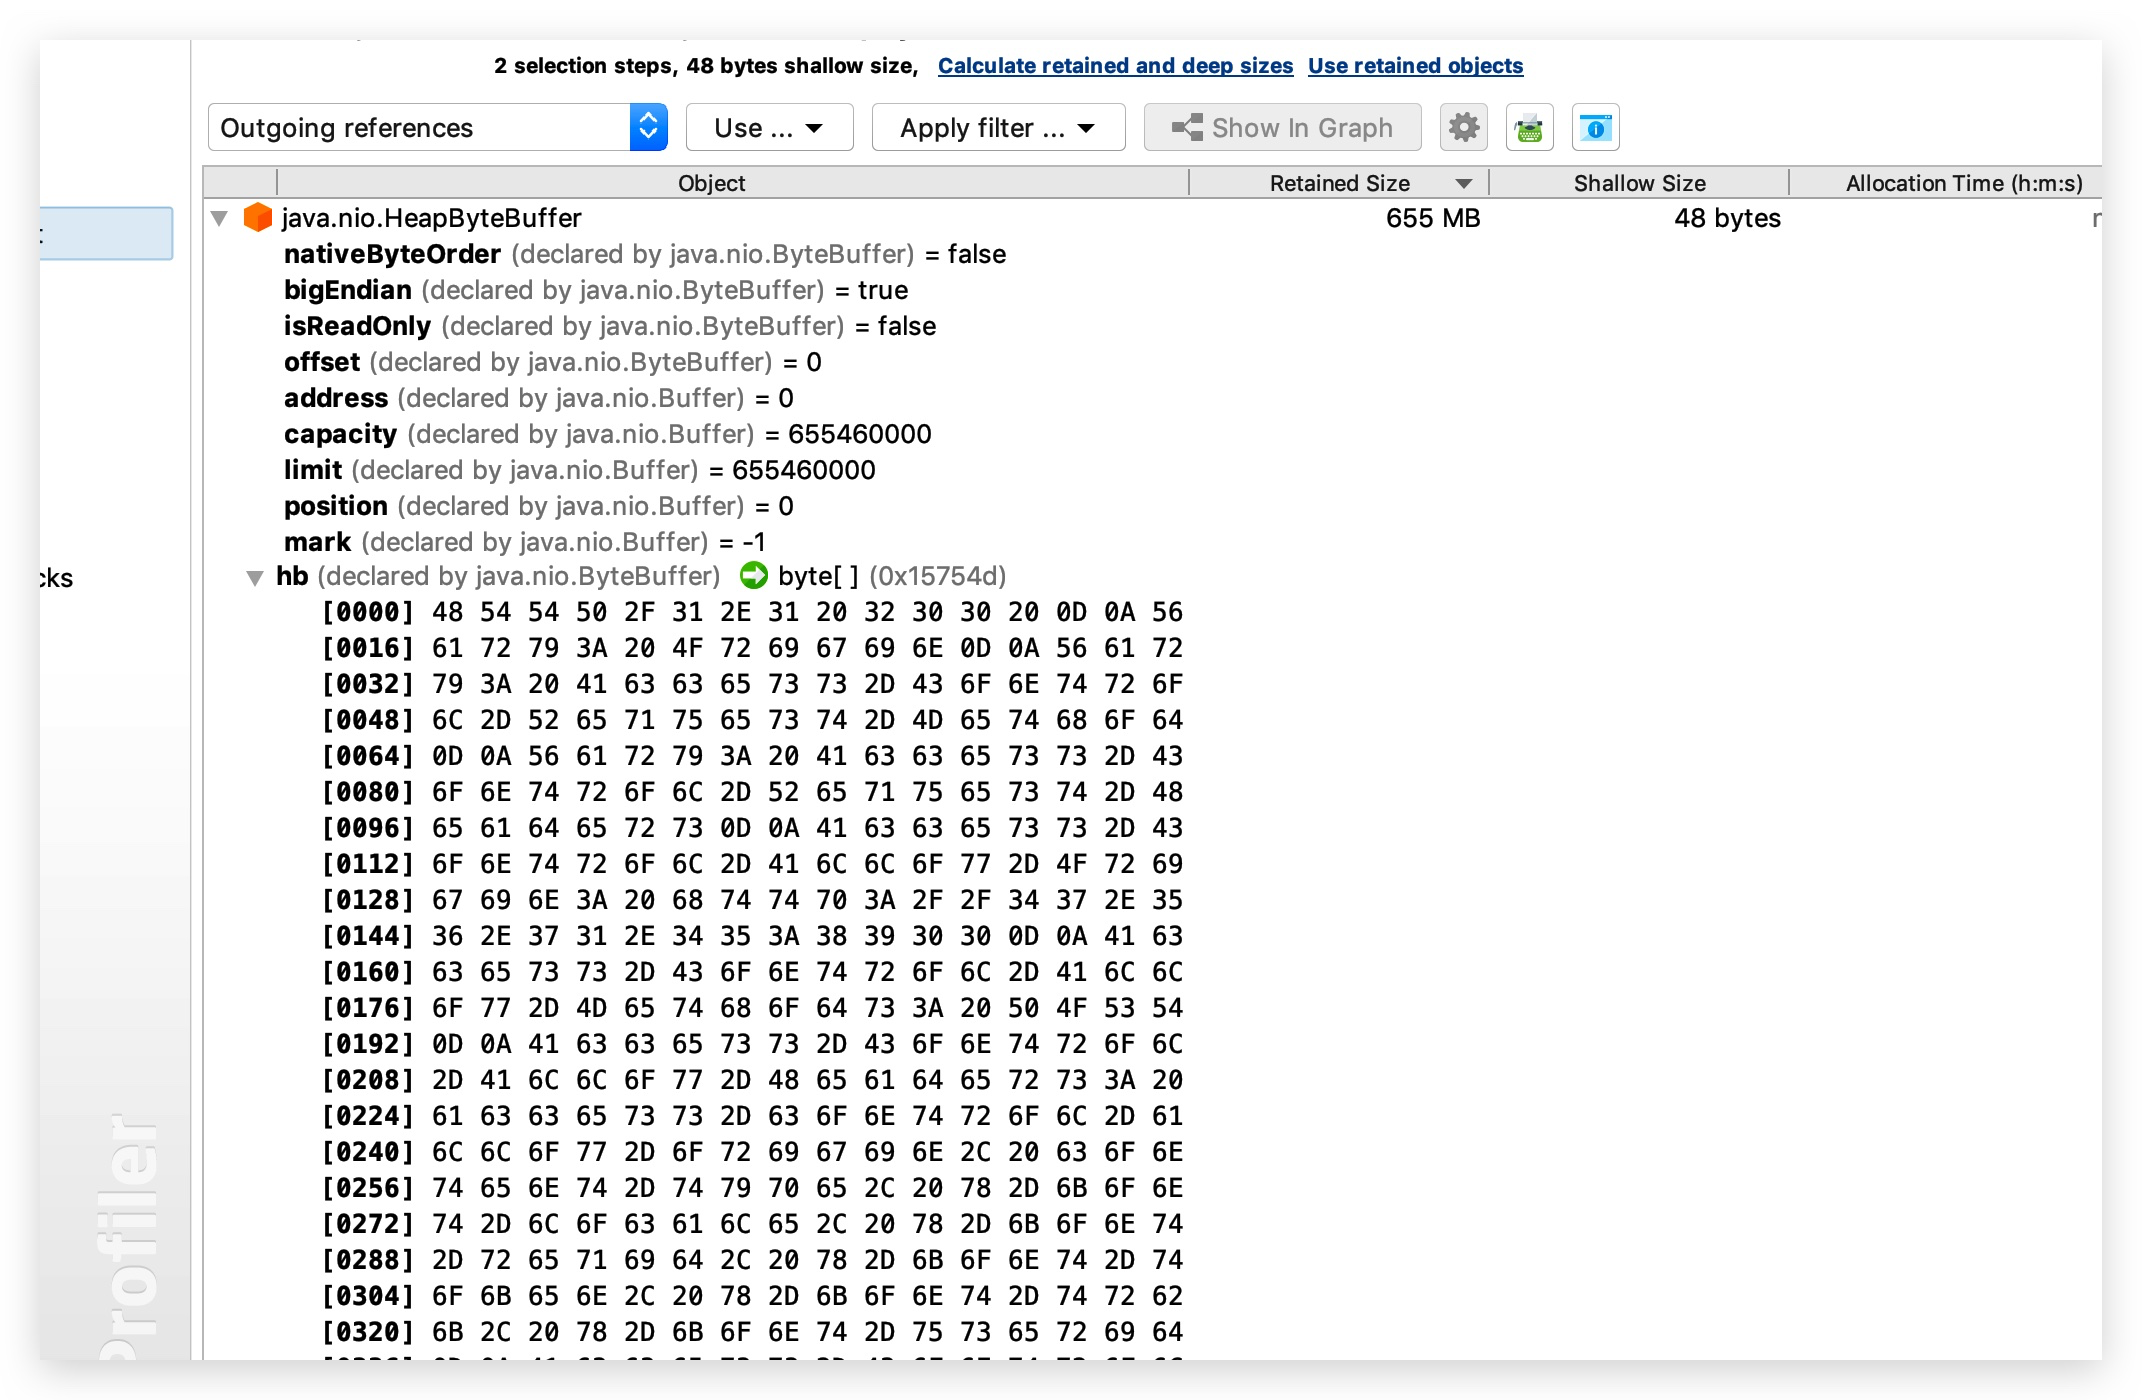 2 selection steps, 48 bytes shallow size, Calculate retained and deep sizes Use retained objects
Outgoing references Use ... Apply filter ... Show In Graph
Object Retained Size Shallow Size Allocation Time (h:m:s)
java.nio.HeapByteBuffer 655 MB 48 bytes
nativeByteOrder (declared by java.nio.ByteBuffer) = false
bigEndian (declared by java.nio.ByteBuffer) = true
isReadOnly (declared by java.nio.ByteBuffer) = false
offset (declared by java.nio.ByteBuffer) = 0
address (declared by java.nio.Buffer) = 0
capacity (declared by java.nio.Buffer) = 655460000
limit (declared by java.nio.Buffer) = 655460000
position (declared by java.nio.Buffer) = 0
mark (declared by java.nio.Buffer) = -1
cks
hb (declared by java.nio.ByteBuffer) byte[ ] (0x15754d)
[0000] 48 54 54 50 2F 31 2E 31 20 32 30 30 20 0D 0A 56
[0016] 61 72 79 3A 20 4F 72 69 67 69 6E 0D 0A 56 61 72
[0032] 79 3A 20 41 63 63 65 73 73 2D 43 6F 6E 74 72 6F
[0048] 6C 2D 52 65 71 75 65 73 74 2D 4D 65 74 68 6F 64
[0064] 0D 0A 56 61 72 79 3A 20 41 63 63 65 73 73 2D 43
[0080] 6F 6E 74 72 6F 6C 2D 52 65 71 75 65 73 74 2D 48
[0096] 65 61 64 65 72 73 0D 0A 41 63 63 65 73 73 2D 43
[0112] 6F 6E 74 72 6F 6C 2D 41 6C 6C 6F 77 2D 4F 72 69
[0128] 67 69 6E 3A 20 68 74 74 70 3A 2F 2F 34 37 2E 35
[0144] 36 2E 37 31 2E 34 35 3A 38 39 30 30 0D 0A 41 63
[0160] 63 65 73 73 2D 43 6F 6E 74 72 6F 6C 2D 41 6C 6C
[0176] 6F 77 2D 4D 65 74 68 6F 64 73 3A 20 50 4F 53 54
[0192] 0D 0A 41 63 63 65 73 73 2D 43 6F 6E 74 72 6F 6C
[0208] 2D 41 6C 6C 6F 77 2D 48 65 61 64 65 72 73 3A 20
[0224] 61 63 63 65 73 73 2D 63 6F 6E 74 72 6F 6C 2D 61
[0240] 6C 6C 6F 77 2D 6F 72 69 67 69 6E 2C 20 63 6F 6E
[0256] 74 65 6E 74 2D 74 79 70 65 2C 20 78 2D 6B 6F 6E
[0272] 74 2D 6C 6F 63 61 6C 65 2C 20 78 2D 6B 6F 6E 74
[0288] 2D 72 65 71 69 64 2C 20 78 2D 6B 6F 6E 74 2D 74
[0304] 6F 6B 65 6E 2C 20 78 2D 6B 6F 6E 74 2D 74 72 62
[0320] 6B 2C 20 78 2D 6B 6F 6E 74 2D 75 73 65 72 69 64
Profiler